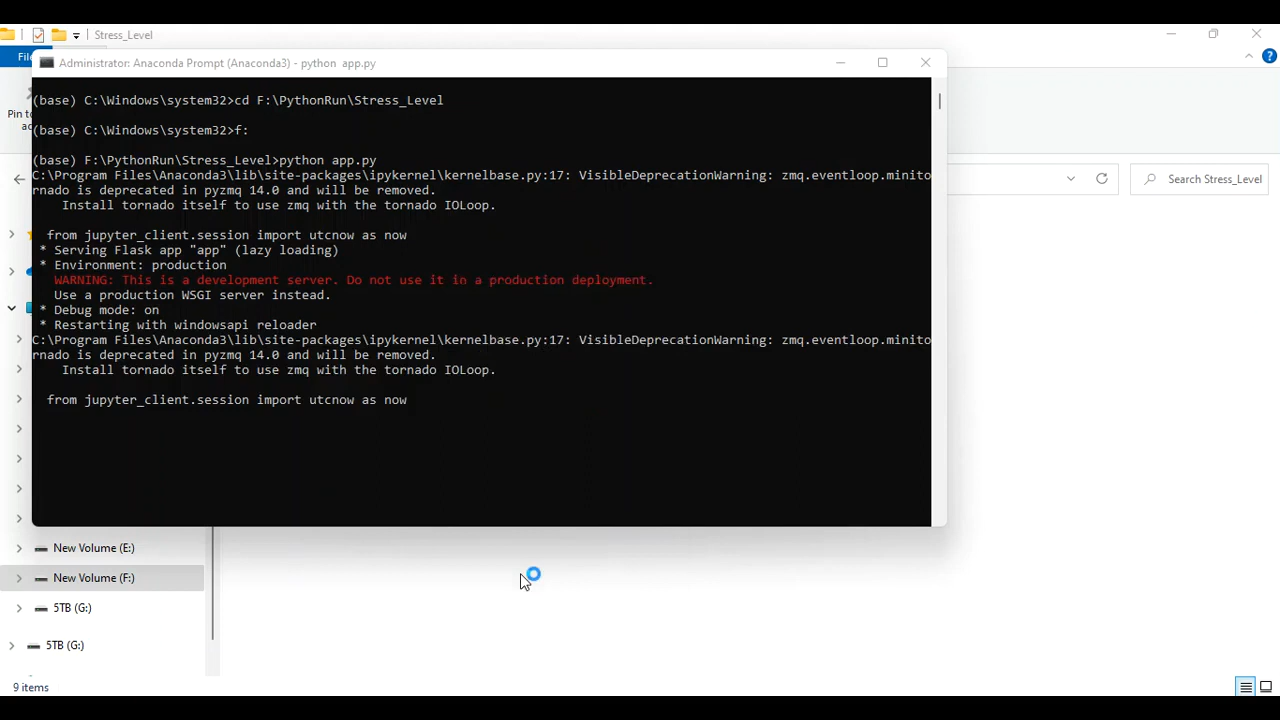 Stress_Level
Administrator: Anaconda Prompt (Anaconda3) - python  app.py
(base) C:\Windows\system32>cd F:\PythonRun\Stress_Level
(base) C:\Windows\system32>f:
(base) F:\PythonRun\Stress_Level>python app.py
C:\Program Files\Anaconda3\lib\site-packages\ipykernel\kernelbase.py:17: VisibleDeprecationWarning: zmq.eventloop.minito
rnado is deprecated in pyzmq 14.0 and will be removed.
    Install tornado itself to use zmq with the tornado IOLoop.
  from jupyter_client.session import utcnow as now
 * Serving Flask app "app" (lazy loading)
 * Environment: production
   WARNING: This is a development server. Do not use it in a production deployment.
   Use a production WSGI server instead.
 * Debug mode: on
 * Restarting with windowsapi reloader
C:\Program Files\Anaconda3\lib\site-packages\ipykernel\kernelbase.py:17: VisibleDeprecationWarning: zmq.eventloop.minito
rnado is deprecated in pyzmq 14.0 and will be removed.
    Install tornado itself to use zmq with the tornado IOLoop.
  from jupyter_client.session import utcnow as now
Search Stress_Level
New Volume (E:)
New Volume (F:)
5TB (G:)
5TB (G:)
9 items